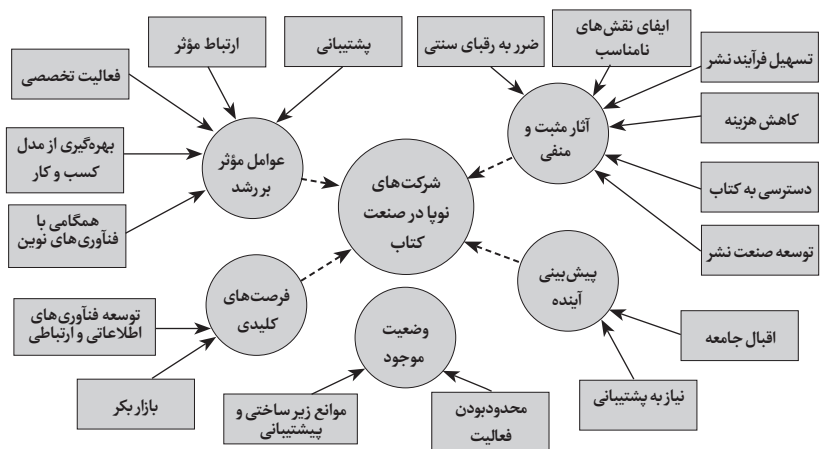 ایفای نقش‌های
نامناسب
ضرر به رقبای سنتی
پشتیبانی
ارتباط مؤثر
فعالیت تخصصی
تسهیل فرآیند نشر
کاهش هزینه
دسترسی به کتاب
توسعه صنعت نشر
آثار مثبت و
منفی
عوامل مؤثر
بر رشد
بهره‌گیری از مدل
کسب و کار
همگامی با
فنآوری‌های نوین
شرکت‌های
نوپا در صنعت
کتاب
پیش‌بینی
آینده
فرصت‌های
کلیدی
وضعیت
موجود
توسعه فنآوری‌های
اطلاعاتی و ارتباطی
بازار بکر
اقبال جامعه
نیاز به پشتیبانی
محدودبودن
فعالیت
موانع زیر ساختی و
پیشتیبانی